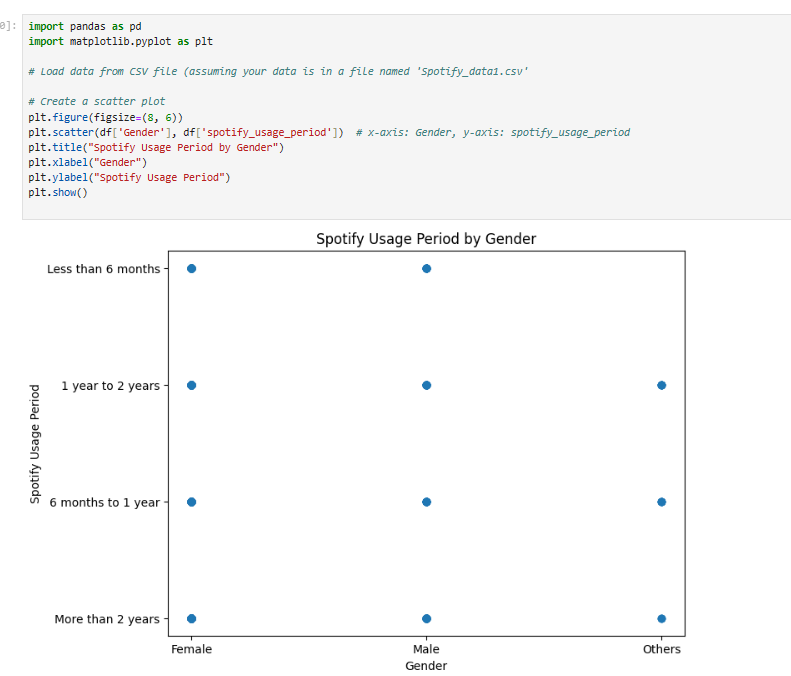 0]:
import pandas as pd
import matplotlib.pyplot as plt
# Load data from CSV file (assuming your data is in a file named 'Spotify_data1.csv'
# Create a scatter plot
plt.figure(figsize=(8, 6))
plt.scatter(df['Gender'], df['spotify_usage_period'])  # x-axis: Gender, y-axis: spotify_usage_period
plt.title("Spotify Usage Period by Gender")
plt.xlabel("Gender")
plt.ylabel("Spotify Usage Period")
plt.show()
Spotify Usage Period by Gender
Less than 6 months
1 year to 2 years
6 months to 1 year
More than 2 years
Spotify Usage Period
Female Male Others
Gender